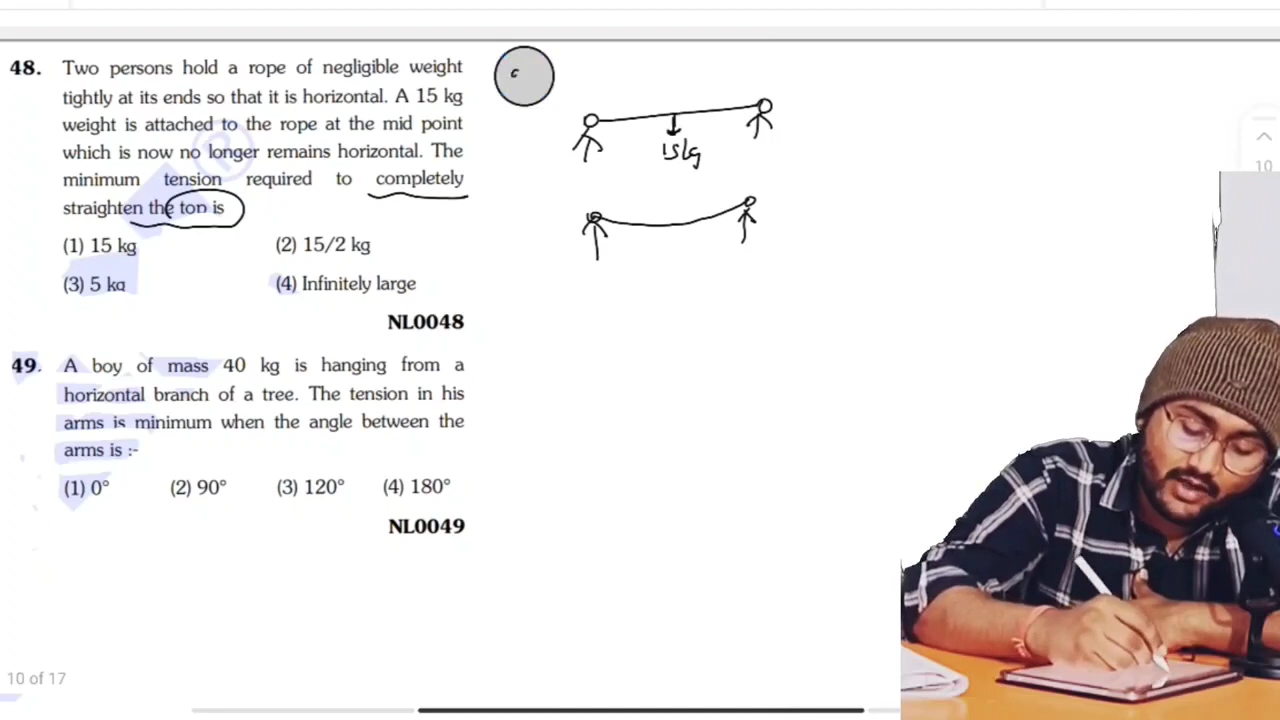 48. Two persons hold a rope of negligible weight
tightly at its ends so that it is horizontal. A 15 kg
weight is attached to the rope at the mid point
which is now no longer remains horizontal. The
minimum tension required to completely
straighten the top is
(1) 15 kg (2) 15/2 kg
(3) 5 kg (4) Infinitely large
NL0048
49. A boy of mass 40 kg is hanging from a
horizontal branch of a tree. The tension in his
arms is minimum when the angle between the
arms is :-
(1) 0° (2) 90° (3) 120° (4) 180°
NL0049
15kg
10
10 of 17